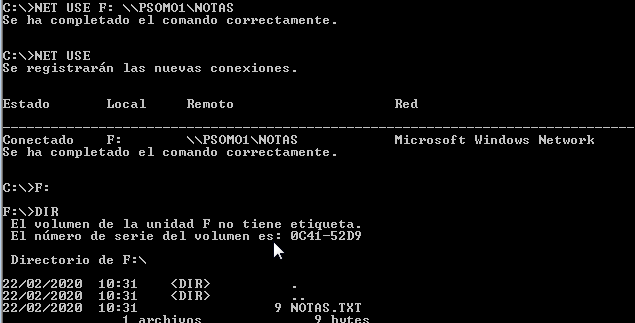 C:\>NET USE F: \\PSOMO1\NOTAS
Se ha completado el comando correctamente.
C:\>NET USE
Se registrarán las nuevas conexiones.
Estado Local Remoto Red
-------------------------------------------------------------------------------
Conectado F: \\PSOMO1\NOTAS Microsoft Windows Network
Se ha completado el comando correctamente.
C:\>F:
F:\>DIR
El volumen de la unidad F no tiene etiqueta.
El número de serie del volumen es: 0C41-52D9
Directorio de F:\
22/02/2020 10:31 <DIR> .
22/02/2020 10:31 <DIR> ..
22/02/2020 10:31 9 NOTAS.TXT
1 archivos 9 bytes